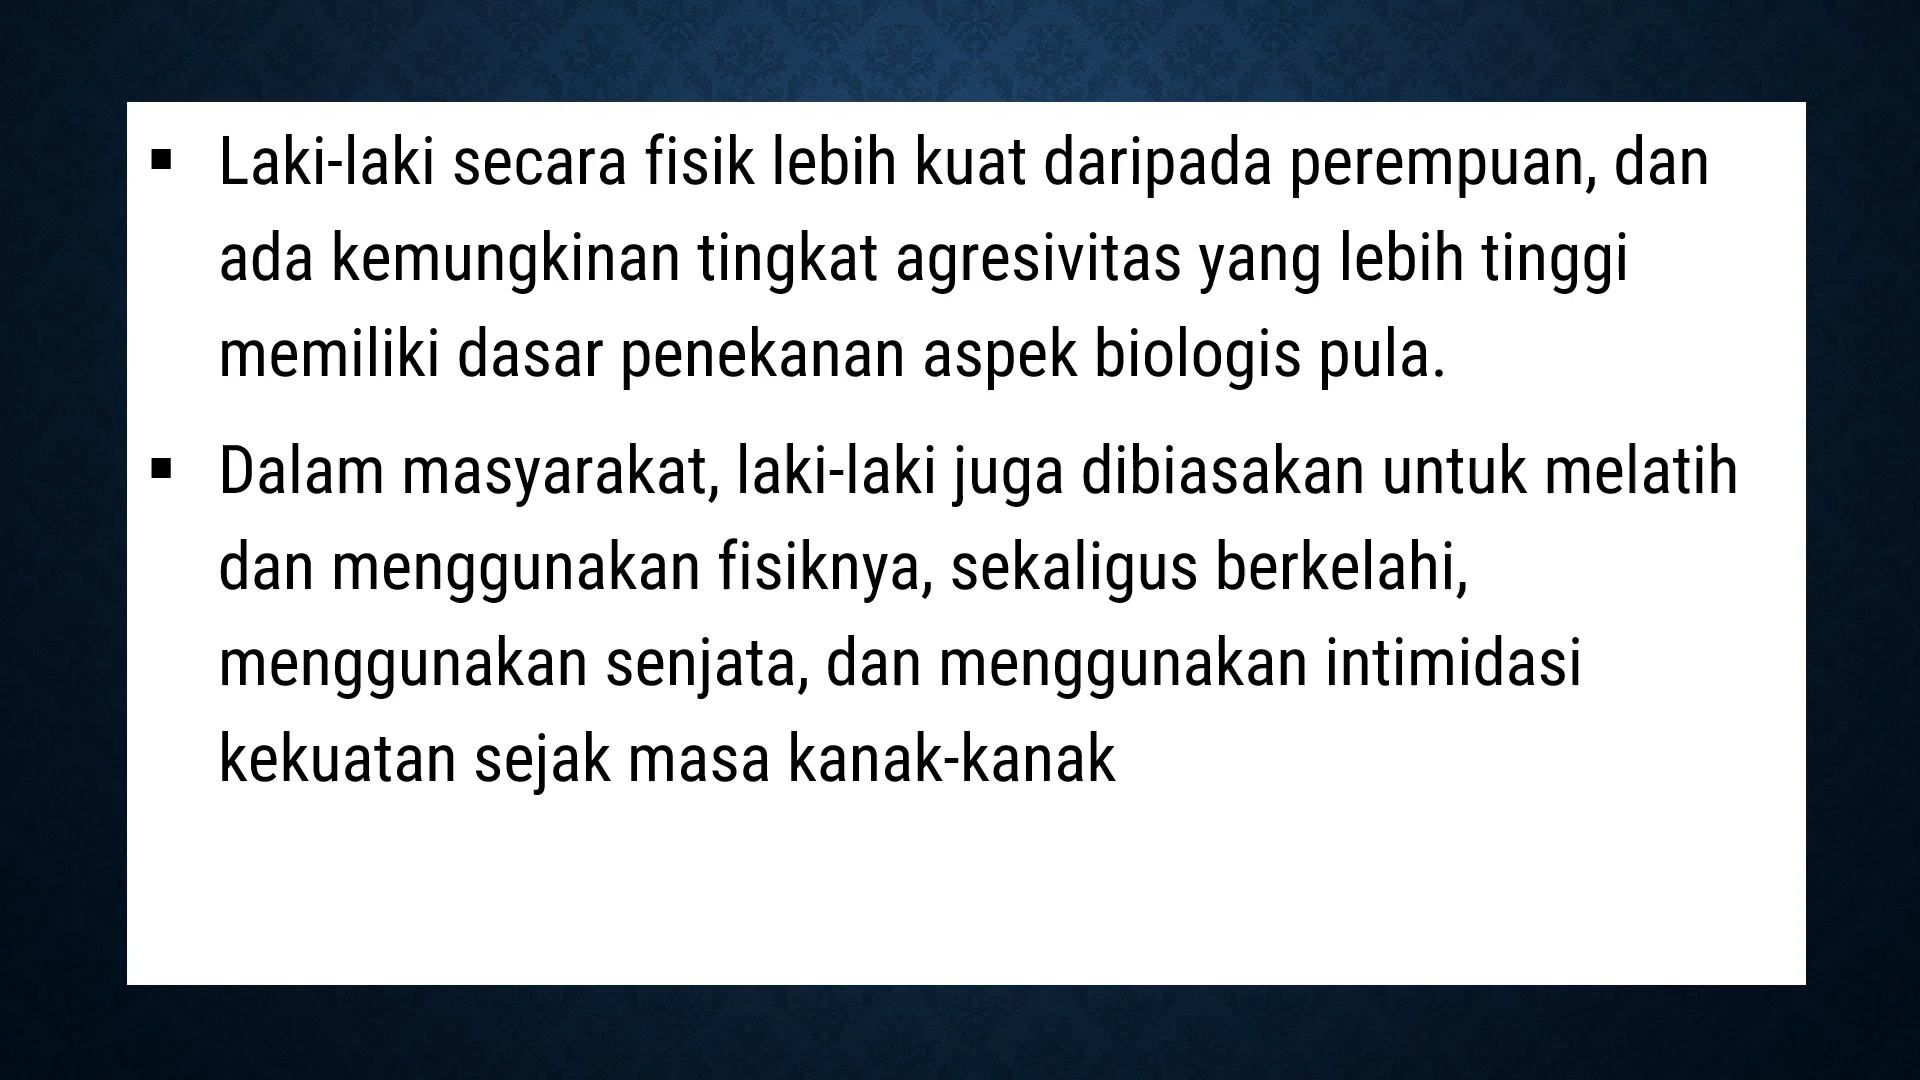 ▪ Laki-laki secara fisik lebih kuat daripada perempuan, dan
ada kemungkinan tingkat agresivitas yang lebih tinggi
memiliki dasar penekanan aspek biologis pula.
▪ Dalam masyarakat, laki-laki juga dibiasakan untuk melatih
dan menggunakan fisiknya, sekaligus berkelahi,
menggunakan senjata, dan menggunakan intimidasi
kekuatan sejak masa kanak-kanak